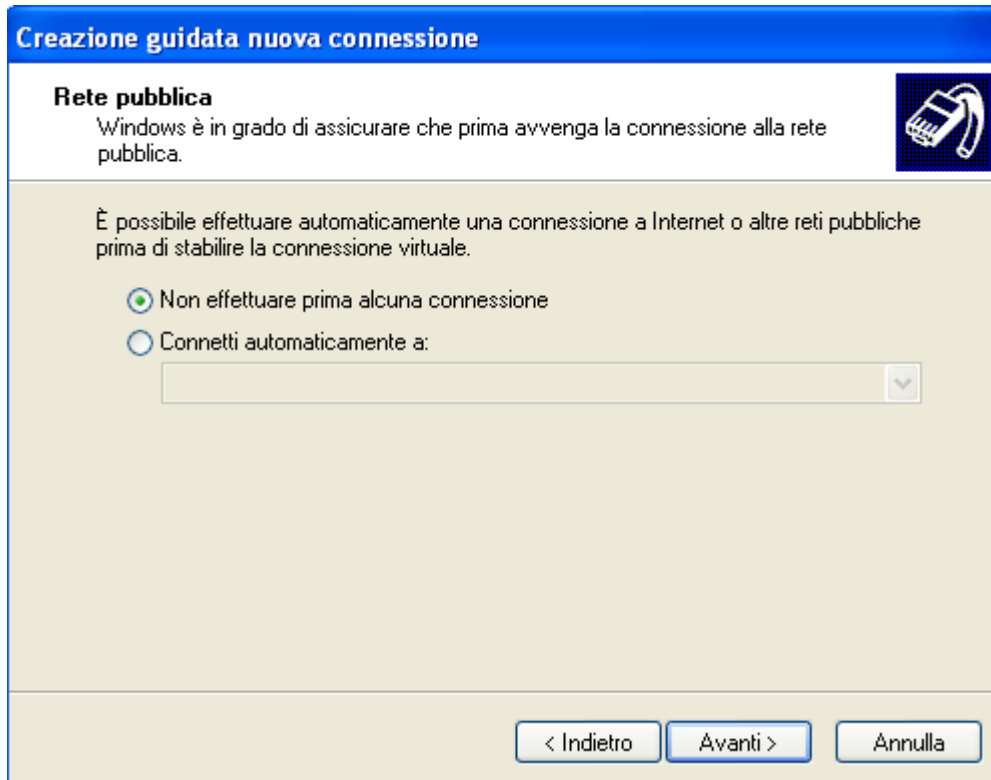 Creazione guidata nuova connessione
Rete pubblica
Windows è in grado di assicurare che prima avvenga la connessione alla rete
pubblica.
È possibile effettuare automaticamente una connessione a Internet o altre reti pubbliche
prima di stabilire la connessione virtuale.
Non effettuare prima alcuna connessione
Connetti automaticamente a:
< Indietro
Avanti >
Annulla